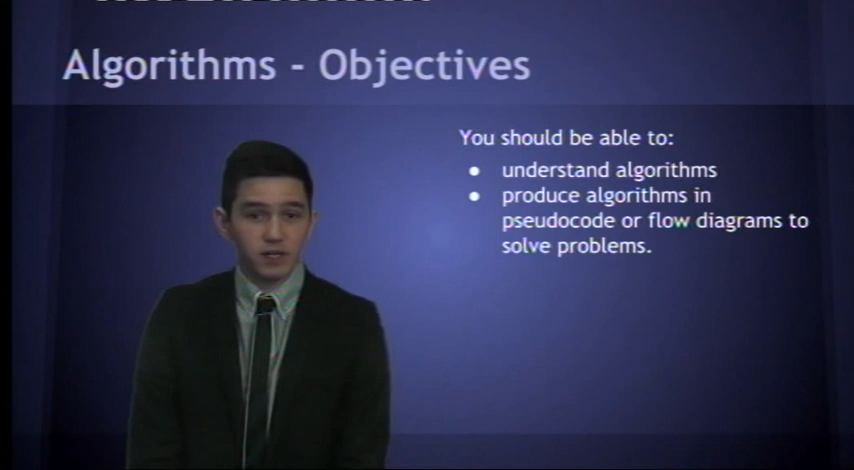 Algorithms - Objectives
You should be able to:
● understand algorithms
● produce algorithms in
pseudocode or flow diagrams to
solve problems.